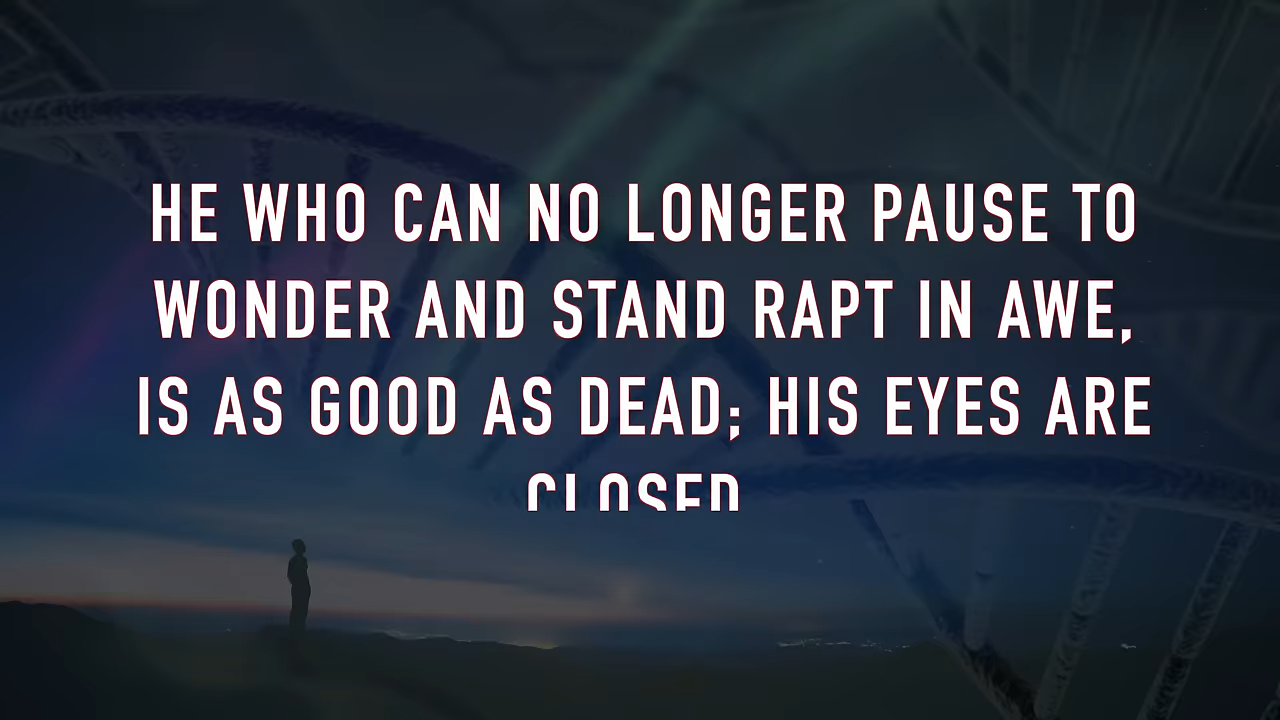 HE WHO CAN NO LONGER PAUSE TO
WONDER AND STAND RAPT IN AWE,
IS AS GOOD AS DEAD; HIS EYES ARE
CLOSED